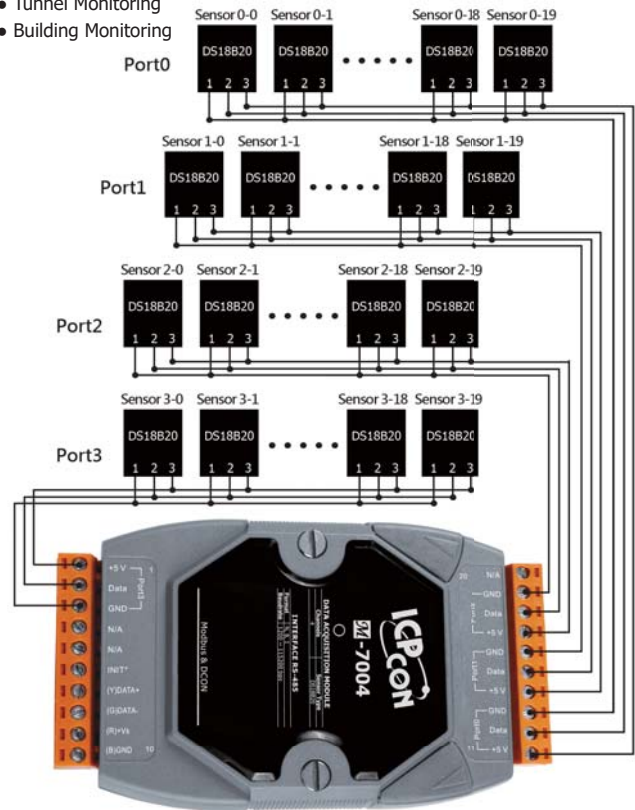 ● Tunnel Monitoring
● Building Monitoring
Port0
Sensor 0-0 Sensor 0-1 Sensor 0-18 Sensor 0-19
DS18B20 DS18B20 DS18B20 DS18B20
1 2 3 1 2 3 1 2 3 1 2 3
Port1
Sensor 1-0 Sensor 1-1 Sensor 1-18 Sensor 1-19
DS18B20 DS18B20 DS18B20 DS18B20
1 2 3 1 2 3 1 2 3 1 2 3
Port2
Sensor 2-0 Sensor 2-1 Sensor 2-18 Sensor 2-19
DS18B20 DS18B20 DS18B20 DS18B20
1 2 3 1 2 3 1 2 3 1 2 3
Port3
Sensor 3-0 Sensor 3-1 Sensor 3-18 Sensor 3-19
DS18B20 DS18B20 DS18B20 DS18B20
1 2 3 1 2 3 1 2 3 1 2 3
+5 V 1
Data
GND
Port3
N/A
N/A
INIT*
(Y)DATA+
(G)DATA-
(R)+Vs
(B)GND 10
Modbus & DCON
ICP CON
M-7004
DATA ACQUISITION MODULE
Channels Sensor Type
4
INTERFACE RS-485
Format N, 8, 1
Baudrate
20 N/A
GND
Data
+5 V
GND
Port1
Data
+5 V
GND
Port0
Data
11 +5 V